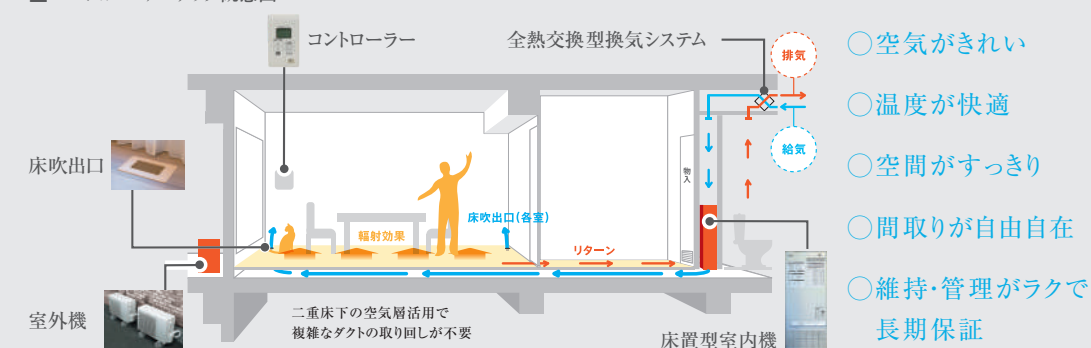 コントローラー
全熱交換型換気システム
排気
給気
床吹出口
物入
床吹出口(各室)
輻射効果
リターン
室外機
二重床下の空気層活用で
複雑なダクトの取り回しが不要
床置型室内機
○空気がきれい
○温度が快適
○空間がすっきり
○間取りが自由自在
○維持・管理がラクで
長期保証